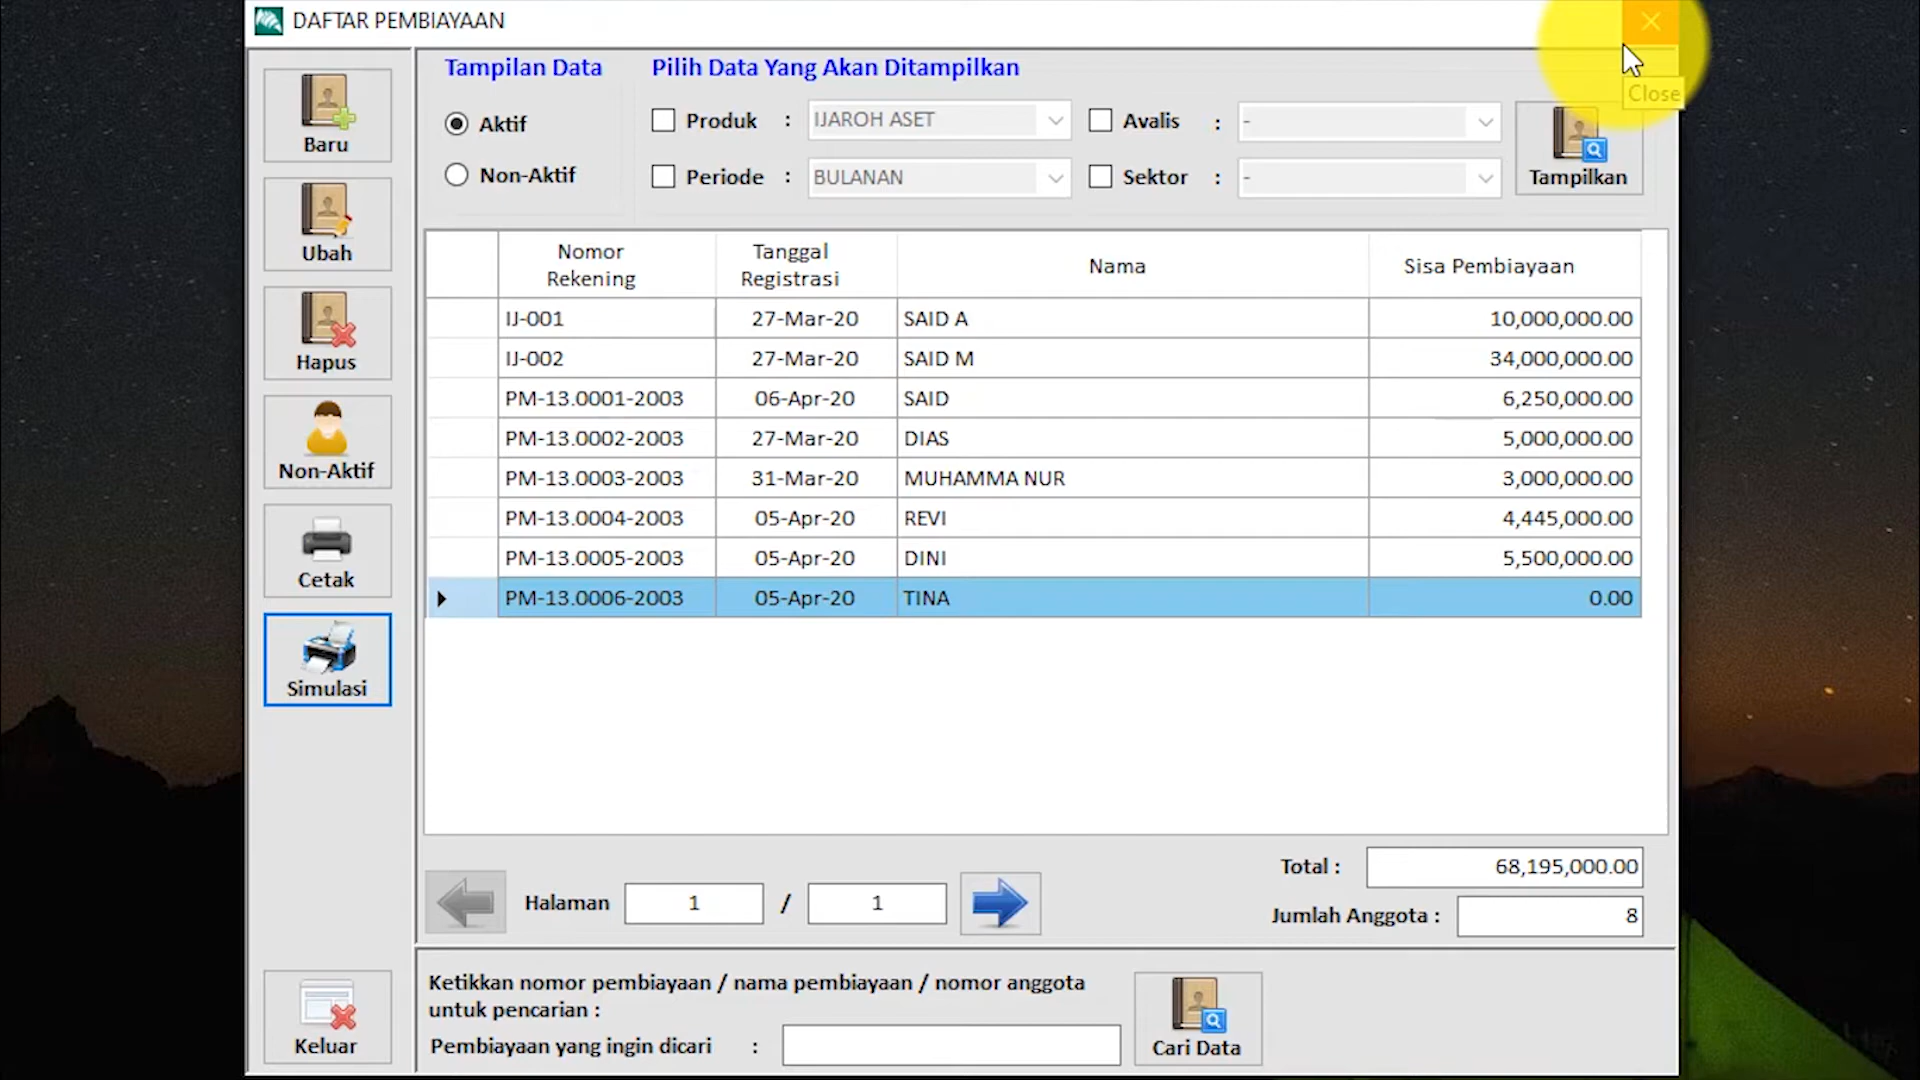 DAFTAR PEMBIAYAAN
Close
Baru
Ubah
Hapus
Non-Aktif
Cetak
Simulasi
Keluar
Tampilan Data
Aktif
Non-Aktif
Pilih Data Yang Akan Ditampilkan
Produk : IJAROH ASET
Avalis : -
Periode : BULANAN
Sektor : -
Tampilkan
Nomor Rekening Tanggal Registrasi Nama Sisa Pembiayaan
IJ-001 27-Mar-20 SAID A 10,000,000.00
IJ-002 27-Mar-20 SAID M 34,000,000.00
PM-13.0001-2003 06-Apr-20 SAID 6,250,000.00
PM-13.0002-2003 27-Mar-20 DIAS 5,000,000.00
PM-13.0003-2003 31-Mar-20 MUHAMMA NUR 3,000,000.00
PM-13.0004-2003 05-Apr-20 REVI 4,445,000.00
PM-13.0005-2003 05-Apr-20 DINI 5,500,000.00
PM-13.0006-2003 05-Apr-20 TINA 0.00
Halaman 1 / 1
Total : 68,195,000.00
Jumlah Anggota : 8
Ketikkan nomor pembiayaan / nama pembiayaan / nomor anggota
untuk pencarian :
Pembiayaan yang ingin dicari :
Cari Data